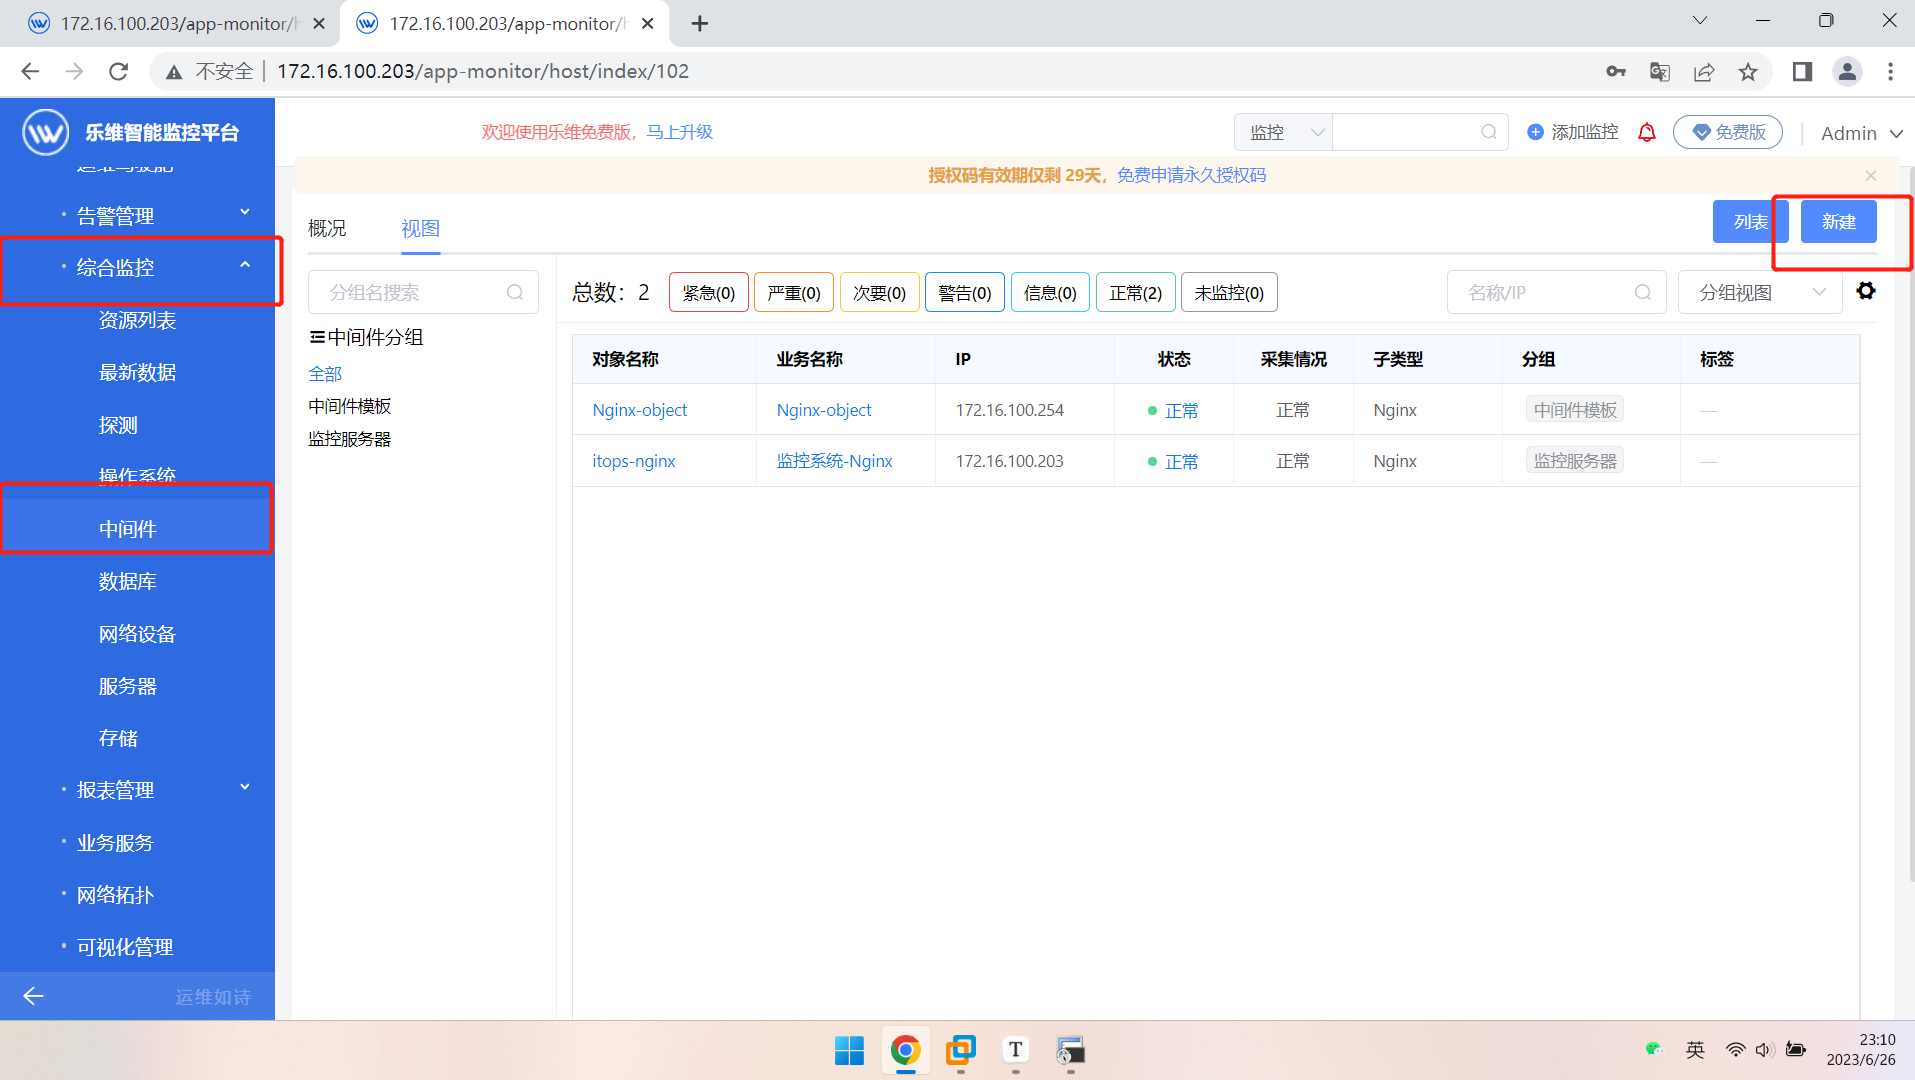 172.16.100.203/app-monitor/h
172.16.100.203/app-monitor/h
不安全
172.16.100.203/app-monitor/host/index/102
乐维智能监控平台
欢迎使用乐维免费版，马上升级
监控
添加监控
免费版
Admin
授权码有效期仅剩 29天，免费申请永久授权码
运维驾驶舱
告警管理
综合监控
资源列表
最新数据
探测
操作系统
中间件
数据库
网络设备
服务器
存储
报表管理
业务服务
网络拓扑
可视化管理
运维如诗
概况
视图
列表
新建
分组名搜索
中间件分组
全部
中间件模板
监控服务器
总数：2
紧急(0)
严重(0)
次要(0)
警告(0)
信息(0)
正常(2)
未监控(0)
名称/IP
分组视图
对象名称 业务名称 IP 状态 采集情况 子类型 分组 标签
Nginx-object Nginx-object 172.16.100.254 正常 正常 Nginx 中间件模板 —
itops-nginx 监控系统-Nginx 172.16.100.203 正常 正常 Nginx 监控服务器 —
T
英
23:10
2023/6/26